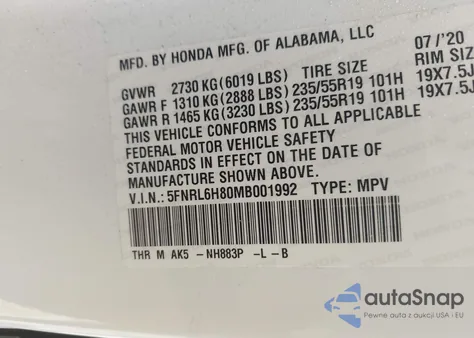 MFD. BY HONDA MFG. OF ALABAMA, LLC 07 /'20
GVWR 2730 KG (6019 LBS) TIRE SIZE RIM SIZE
GAWR F 1310 KG (2888 LBS) 235/55R19 101H 19X7.5J
GAWR R 1465 KG (3230 LBS) 235/55R19 101H 19X7.5J
THIS VEHICLE CONFORMS TO ALL APPLICABLE
FEDERAL MOTOR VEHICLE SAFETY
STANDARDS IN EFFECT ON THE DATE OF
MANUFACTURE SHOWN ABOVE.
V.I.N.: 5FNRL6H80MB001992 TYPE: MPV
THR M AK5 - NH883P -L - B
autoSnap
Pewne auta z USA i EU